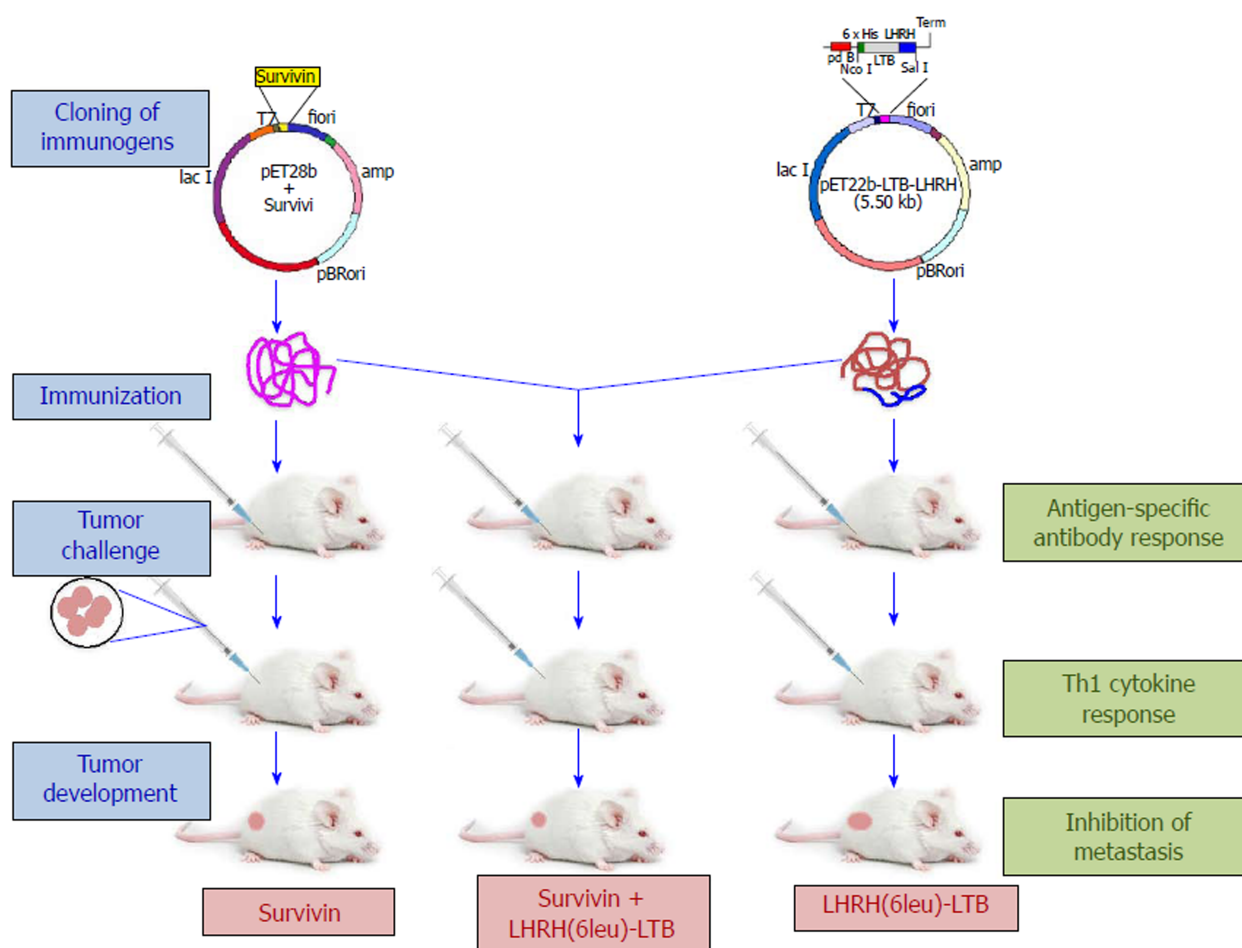 Cloning of
immunogens
Survivin
T7
fiori
lac I
amp
pET28b
+
Survivi
pBRori
Term
6 x His LHRH
pd B
LTB
Nco I
Sal I
T7
fiori
lac I
amp
pET22b-LTB-LHRH
(5.50 kb)
pBRori
Immunization
Tumor
challenge
Antigen-specific
antibody response
Th1 cytokine
response
Tumor
development
Inhibition of
metastasis
Survivin
Survivin +
LHRH(6leu)-LTB
LHRH(6leu)-LTB